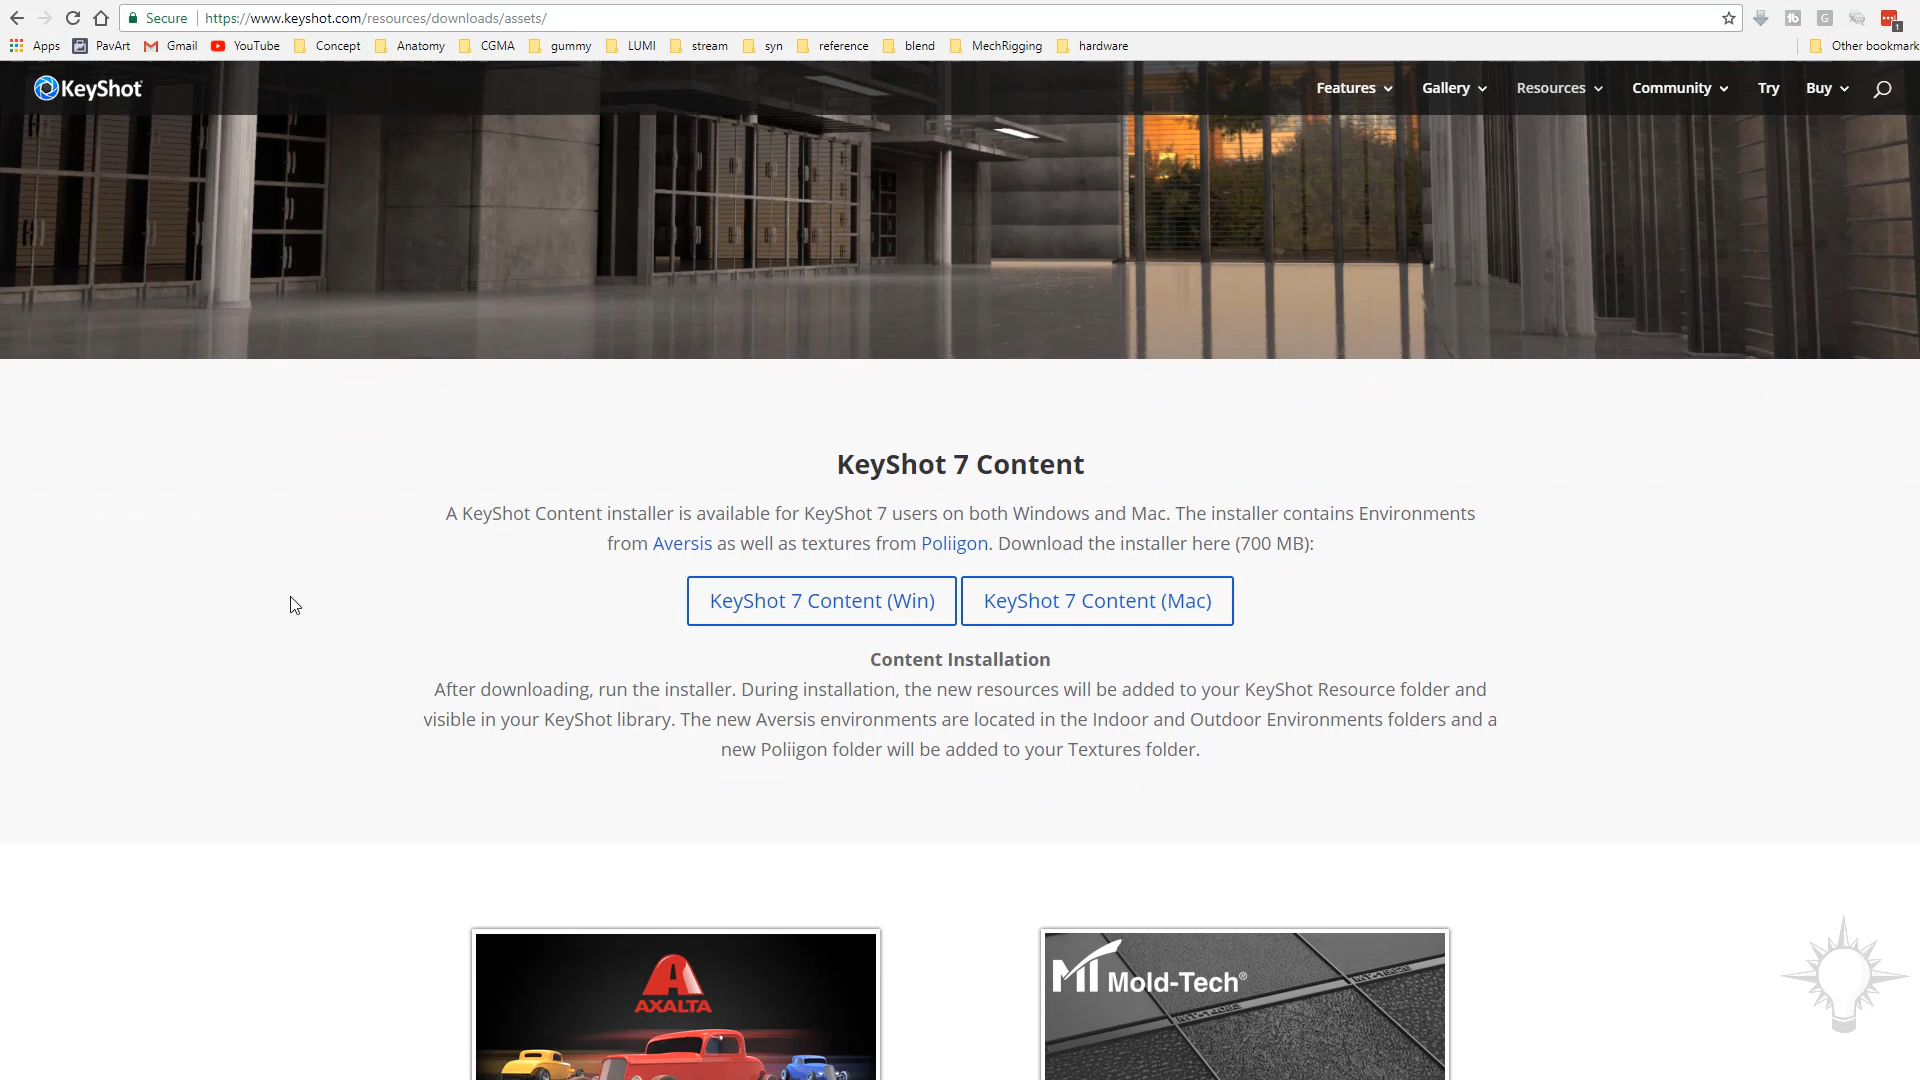 Secure https://www.keyshot.com/resources/downloads/assets/
Apps PavArt Gmail YouTube Concept Anatomy CGMA gummy LUMI stream syn reference blend MechRigging hardware Other bookmark
KeyShot Features Gallery Resources Community Try Buy
KeyShot 7 Content
A KeyShot Content installer is available for KeyShot 7 users on both Windows and Mac. The installer contains Environments
from Aversis as well as textures from Poliigon. Download the installer here (700 MB):
KeyShot 7 Content (Win) KeyShot 7 Content (Mac)
Content Installation
After downloading, run the installer. During installation, the new resources will be added to your KeyShot Resource folder and
visible in your KeyShot library. The new Aversis environments are located in the Indoor and Outdoor Environments folders and a
new Poliigon folder will be added to your Textures folder.
AXALTA
Mold-Tech®